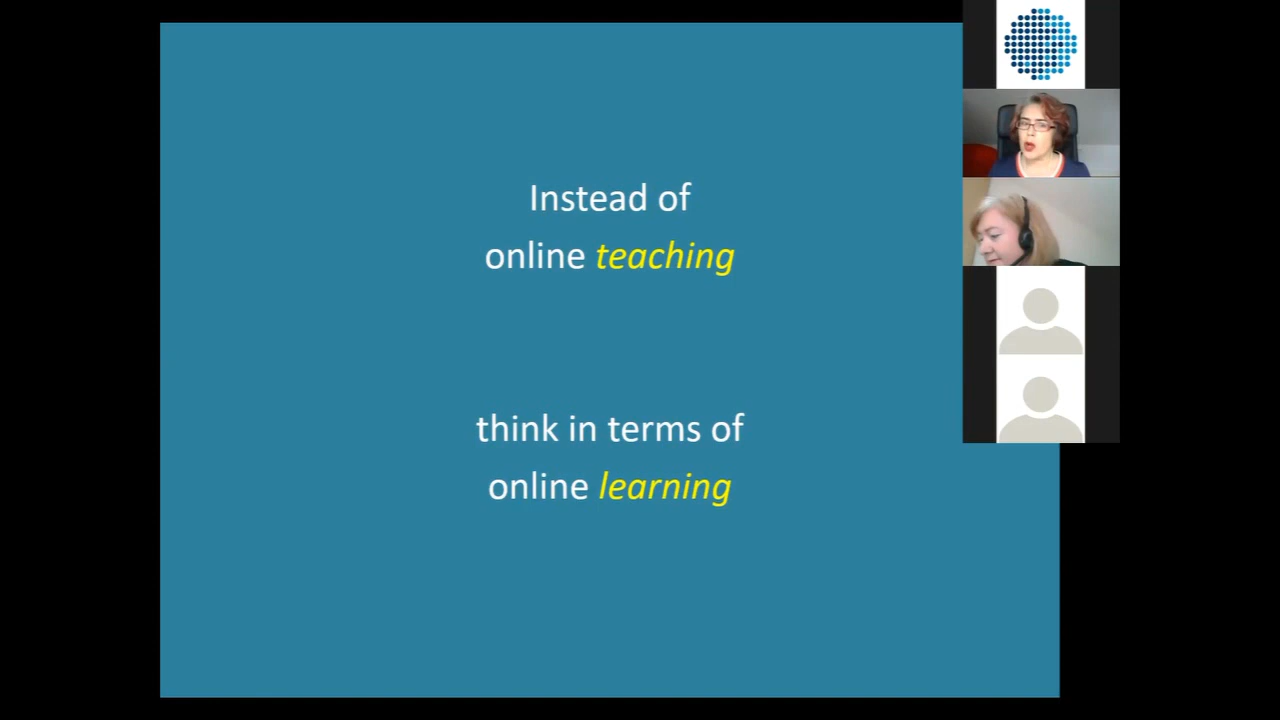 Instead of
online teaching
think in terms of
online learning